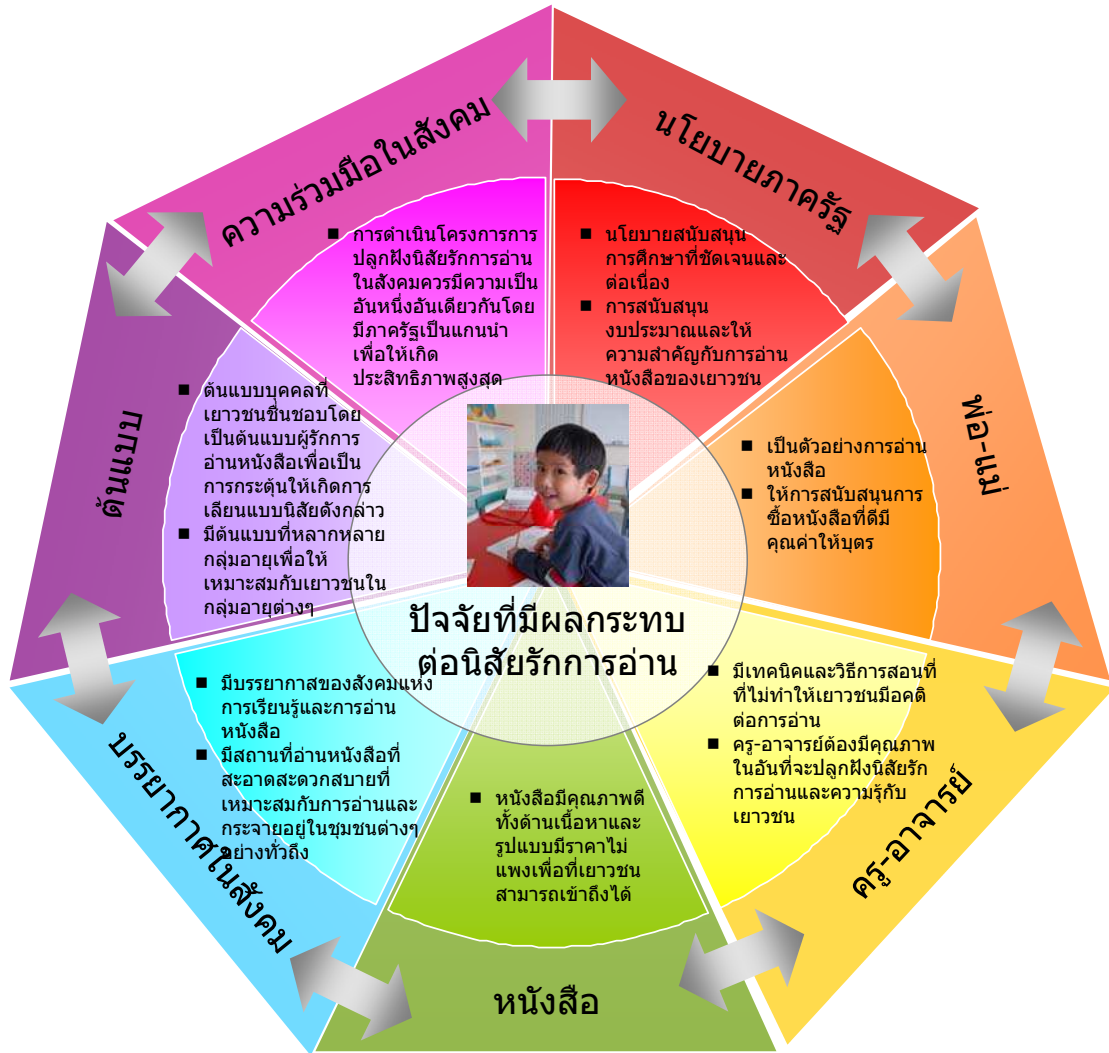 ความร่วมมือในสังคม
■ การดำเนินโครงการการ
ปลูกฝังนิสัยรักการอ่าน
ในสังคมควรมีความเป็น
อันหนึ่งอันเดียวกันโดย
มีภาครัฐเป็นแกนนำ
เพื่อให้เกิด
ประสิทธิภาพสูงสุด
นโยบายภาครัฐ
■ นโยบายสนับสนุน
การศึกษาที่ชัดเจนและ
ต่อเนื่อง
■ การสนับสนุน
งบประมาณและให้
ความสำคัญกับการอ่าน
หนังสือของเยาวชน
พ่อ-แม่
■ เป็นตัวอย่างการอ่าน
หนังสือ
■ ให้การสนับสนุนการ
ซื้อหนังสือที่ดีมี
คุณค่าให้บุตร
ครู-อาจารย์
■ มีเทคนิคและวิธีการสอนที่
ที่ไม่ทำให้เยาวชนมีอคติ
ต่อการอ่าน
■ ครู-อาจารย์ต้องมีคุณภาพ
ในอันที่จะปลูกฝังนิสัยรัก
การอ่านและความรู้กับ
เยาวชน
หนังสือ
■ หนังสือมีคุณภาพดี
ทั้งด้านเนื้อหาและ
รูปแบบมีราคาไม่
แพงเพื่อที่เยาวชน
สามารถเข้าถึงได้
บรรยากาศในสังคม
■ มีบรรยากาศของสังคมแห่ง
การเรียนรู้และการอ่าน
หนังสือ
■ มีสถานที่อ่านหนังสือที่
สะอาดสะดวกสบายที่
เหมาะสมกับการอ่านและ
กระจายอยู่ในชุมชนต่างๆ
อย่างทั่วถึง
ต้นแบบ
■ ต้นแบบบุคคลที่
เยาวชนชื่นชอบโดย
เป็นต้นแบบผู้รักการ
อ่านหนังสือเพื่อเป็น
การกระตุ้นให้เกิดการ
เลียนแบบนิสัยดังกล่าว
■ มีต้นแบบที่หลากหลาย
กลุ่มอายุเพื่อให้
เหมาะสมกับเยาวชนใน
กลุ่มอายุต่างๆ
ปัจจัยที่มีผลกระทบ
ต่อนิสัยรักการอ่าน